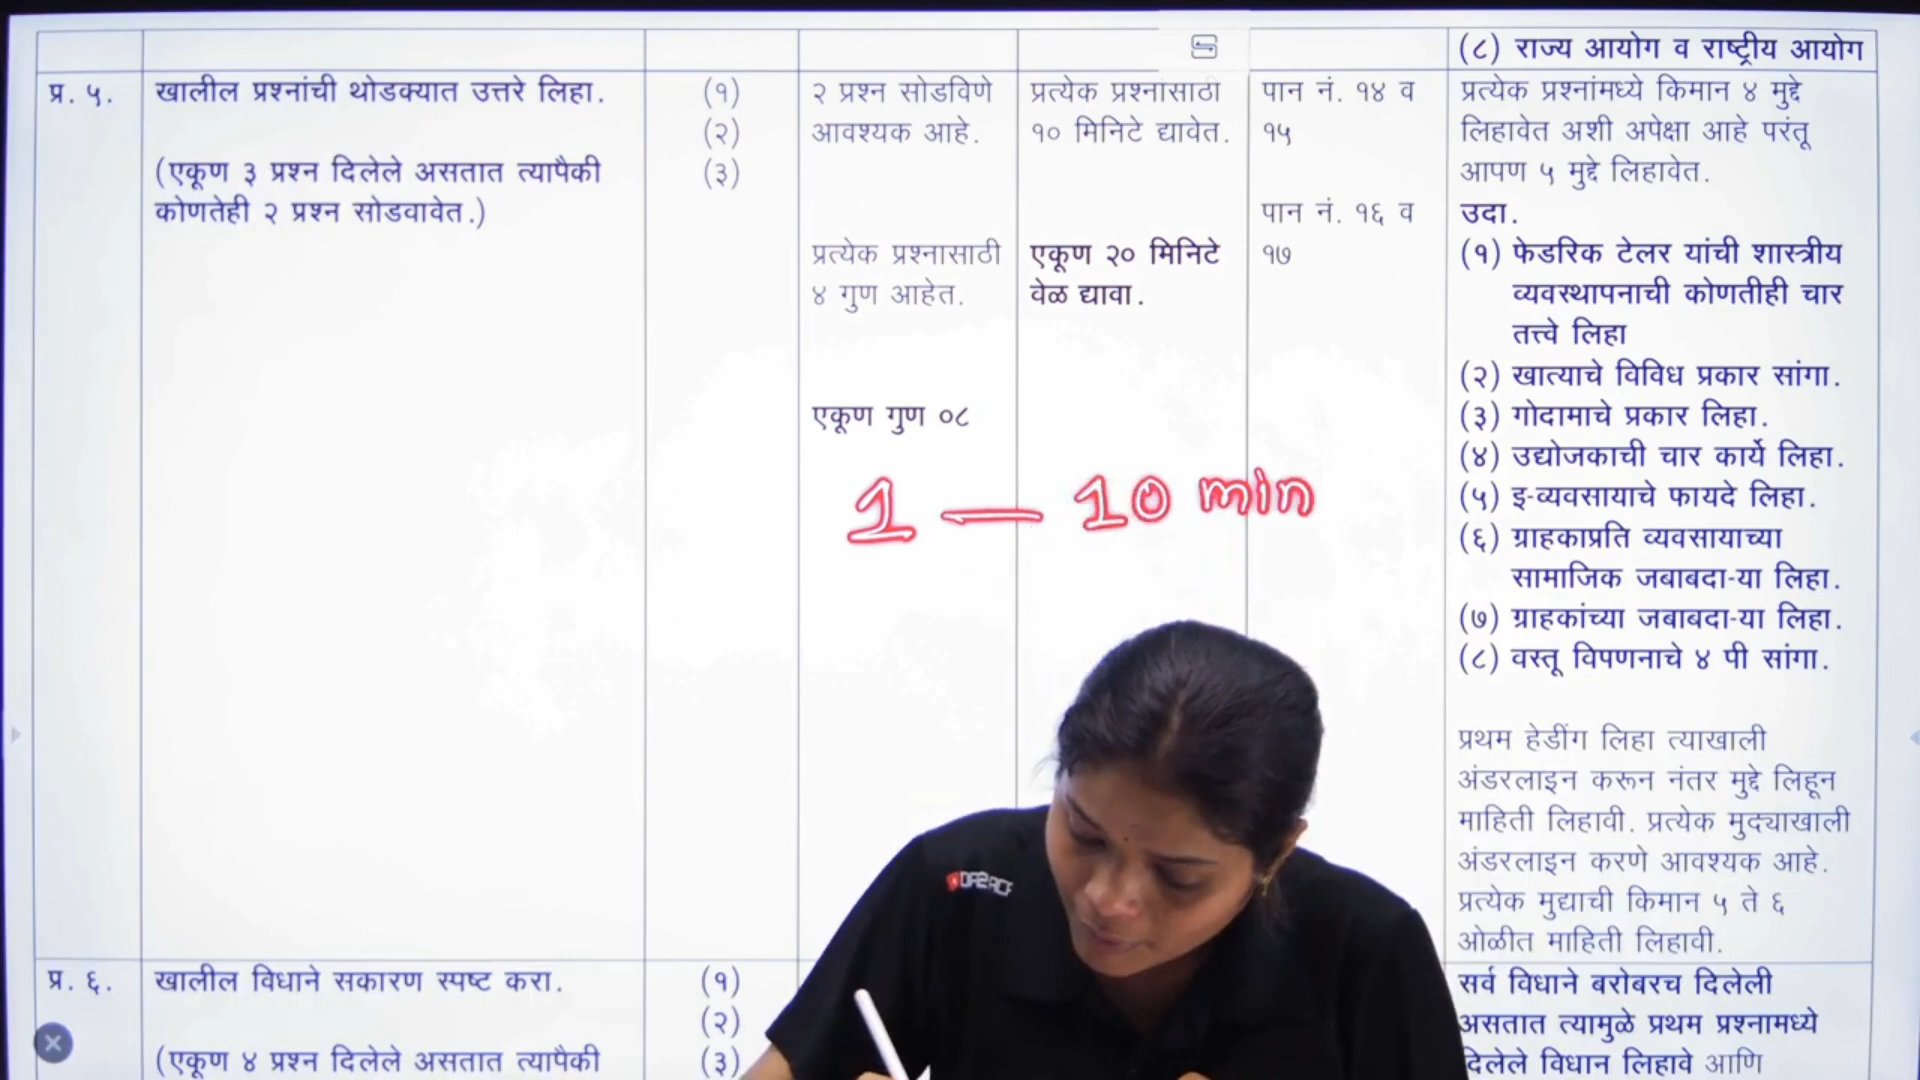 (८) राज्य आयोग व राष्ट्रीय आयोग
प्र. ५.
खालील प्रश्नांची थोडक्यात उत्तरे लिहा.
(एकूण ३ प्रश्न दिलेले असतात त्यापैकी
कोणतेही २ प्रश्न सोडवावेत.)
(१)
(२)
(३)
२ प्रश्न सोडविणे
आवश्यक आहे.
प्रत्येक प्रश्नासाठी
४ गुण आहेत.
एकूण गुण ०८
प्रत्येक प्रश्नांसाठी
१० मिनिटे द्यावेत.
एकूण २० मिनिटे
वेळ द्यावा.
पान नं. १४ व
१५
पान नं. १६ व
१७
प्रत्येक प्रश्नांमध्ये किमान ४ मुद्दे
लिहावेत अशी अपेक्षा आहे परंतू
आपण ५ मुद्दे लिहावेत.
उदा.
(१) फेडरिक टेलर यांची शास्त्रीय
व्यवस्थापनाची कोणतीही चार
तत्त्वे लिहा
(२) खात्याचे विविध प्रकार सांगा.
(३) गोदामाचे प्रकार लिहा.
(४) उद्योजकाची चार कार्ये लिहा.
(५) इ-व्यवसायाचे फायदे लिहा.
(६) ग्राहकाप्रति व्यवसायाच्या
सामाजिक जबाबदा-या लिहा.
(७) ग्राहकांच्या जबाबदा-या लिहा.
(८) वस्तू विपणनाचे ४ पी सांगा.
प्रथम हेडींग लिहा त्याखाली
अंडरलाइन करून नंतर मुद्दे लिहून
माहिती लिहावी. प्रत्येक मुद्याखाली
अंडरलाइन करणे आवश्यक आहे.
प्रत्येक मुद्याची किमान ५ ते ६
ओळीत माहिती लिहावी.
1 — 10 min
प्र. ६.
खालील विधाने सकारण स्पष्ट करा.
(एकूण ४ प्रश्न दिलेले असतात त्यापैकी
(१)
(२)
(३)
सर्व विधाने बरोबरच दिलेली
असतात त्यामुळे प्रथम प्रश्नामध्ये
दिलेले विधान लिहावे आणि